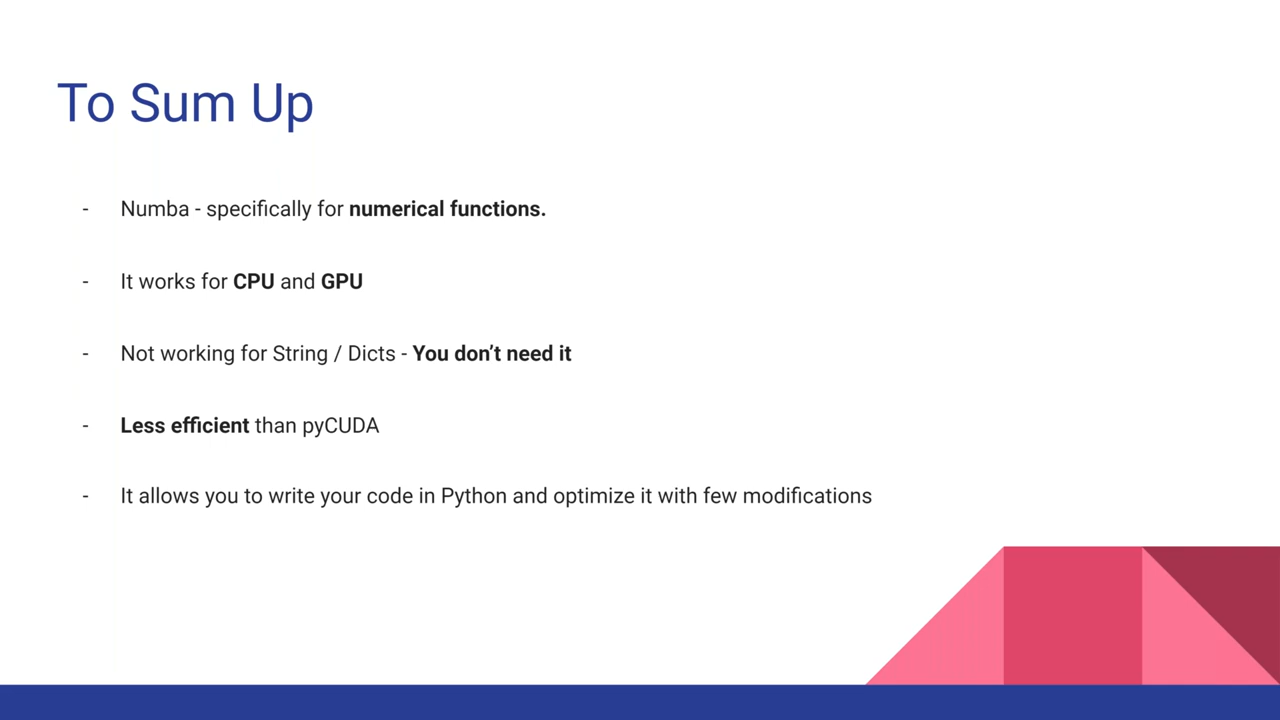 To Sum Up
- Numba - specifically for numerical functions.
- It works for CPU and GPU
- Not working for String / Dicts - You don’t need it
- Less efficient than pyCUDA
- It allows you to write your code in Python and optimize it with few modifications